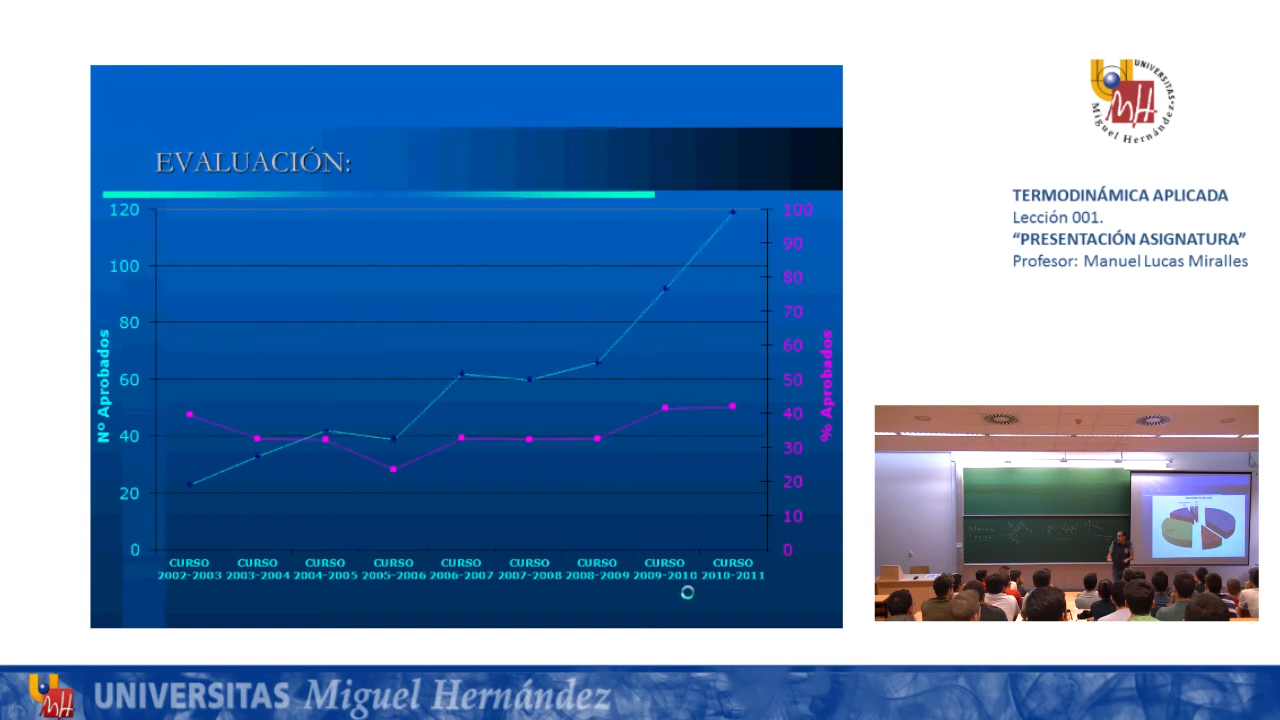 EVALUACIÓN:
120
100
80
60
40
20
0
Nº Aprobados
100
90
80
70
60
50
40
30
20
10
0
% Aprobados
CURSO CURSO CURSO CURSO CURSO CURSO CURSO CURSO CURSO
2002-2003 2003-2004 2004-2005 2005-2006 2006-2007 2007-2008 2008-2009 2009-2010 2010-2011
UNIVERSITAS
Miguel Hernández
TERMODINÁMICA APLICADA
Lección 001.
“PRESENTACIÓN ASIGNATURA”
Profesor: Manuel Lucas Miralles
UNIVERSITAS Miguel Hernández